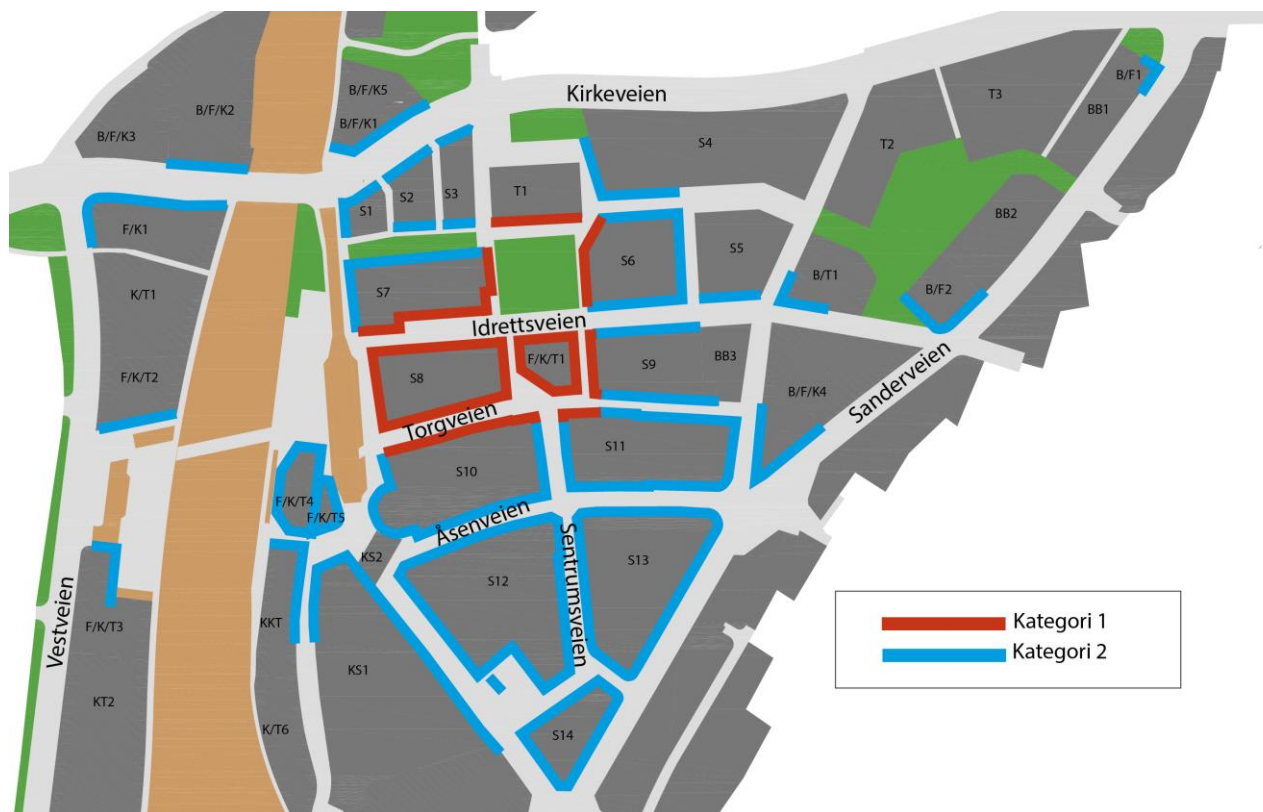 B/F/K5
B/F1
Kirkeveien
T3
B/F/K2
B/F/K1
BB1
B/F/K3
S4
T2
S3
T1
S2
S1
BB2
F/K1
S6
S5
B/T1
B/F2
K/T1
S7
Idrettsveien
F/K/T1
BB3
S9
F/K/T2
S8
B/F/K4
Sanderveien
Torgveien
S11
S10
F/K/T4
F/K/T5
Åsenveien
Sentrumsveien
KS2
S13
S12
Vestveien
F/K/T3
KKT
KS1
KT2
K/T6
S14
Kategori 1
Kategori 2